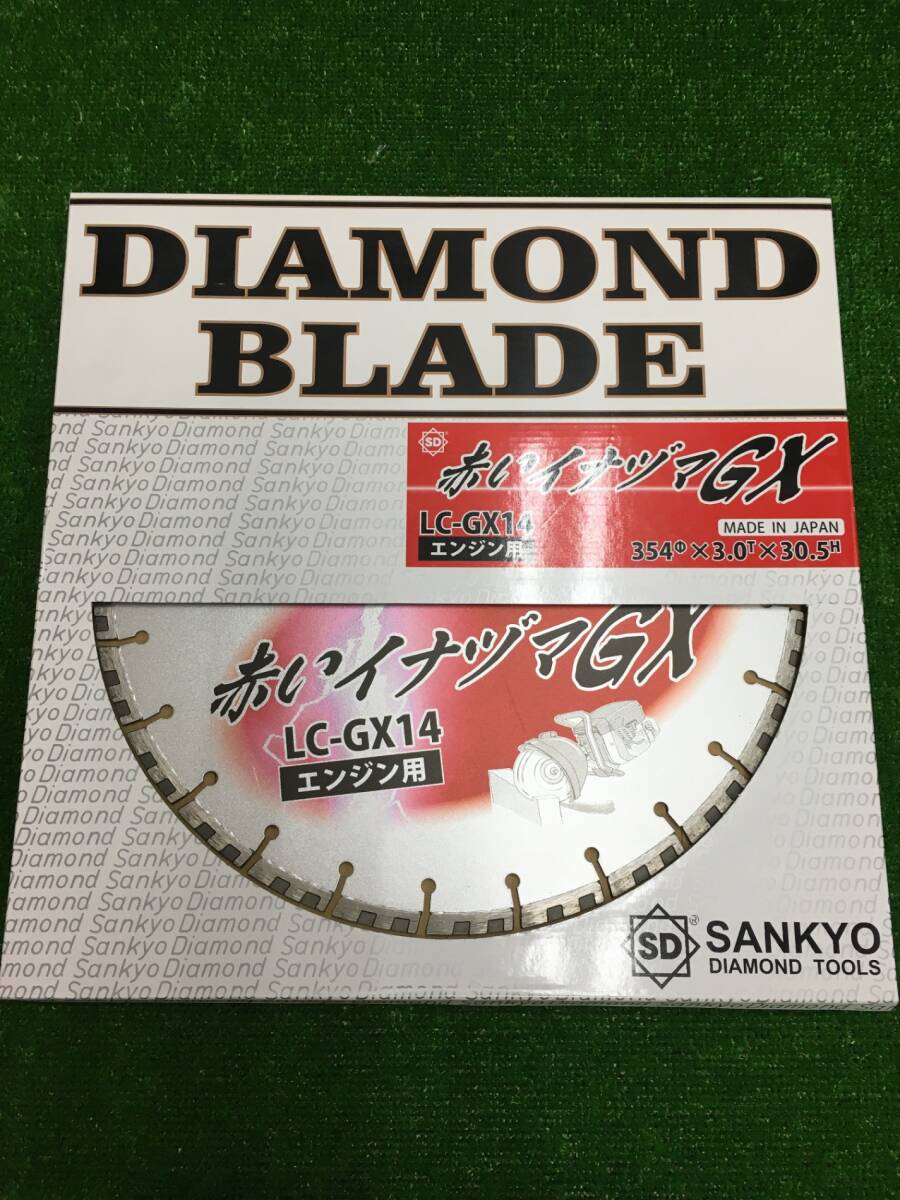 DIAMOND
BLADE
SD
赤いイナヅマGX
LC-GX14
MADE IN JAPAN
エンジン用
354Φ×3.0T×30.5H
赤いイナヅマGX
LC-GX14
エンジン用
SD ®
SANKYO
DIAMOND TOOLS
Sankyo Diamond